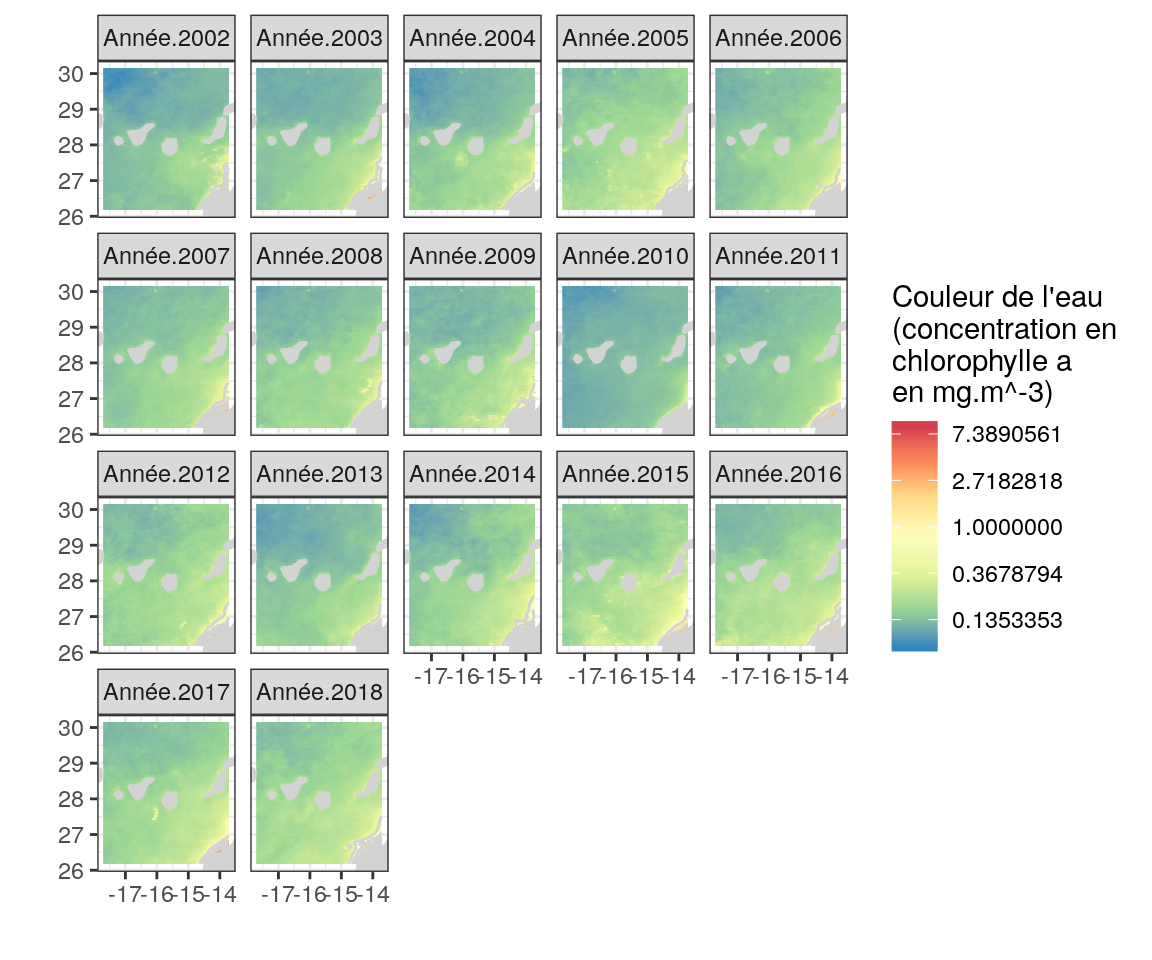 Année.2002 Année.2003 Année.2004 Année.2005 Année.2006
30
29
28
27
26
Année.2007 Année.2008 Année.2009 Année.2010 Année.2011
30
29
28
27
26
Couleur de l'eau
(concentration en
chlorophylle a
en mg.m^-3)
7.3890561
2.7182818
1.0000000
0.3678794
0.1353353
Année.2012 Année.2013 Année.2014 Année.2015 Année.2016
30
29
28
27
26
-17 -16 -15 -14 -17 -16 -15 -14 -17 -16 -15 -14
Année.2017 Année.2018
30
29
28
27
26
-17 -16 -15 -14 -17 -16 -15 -14